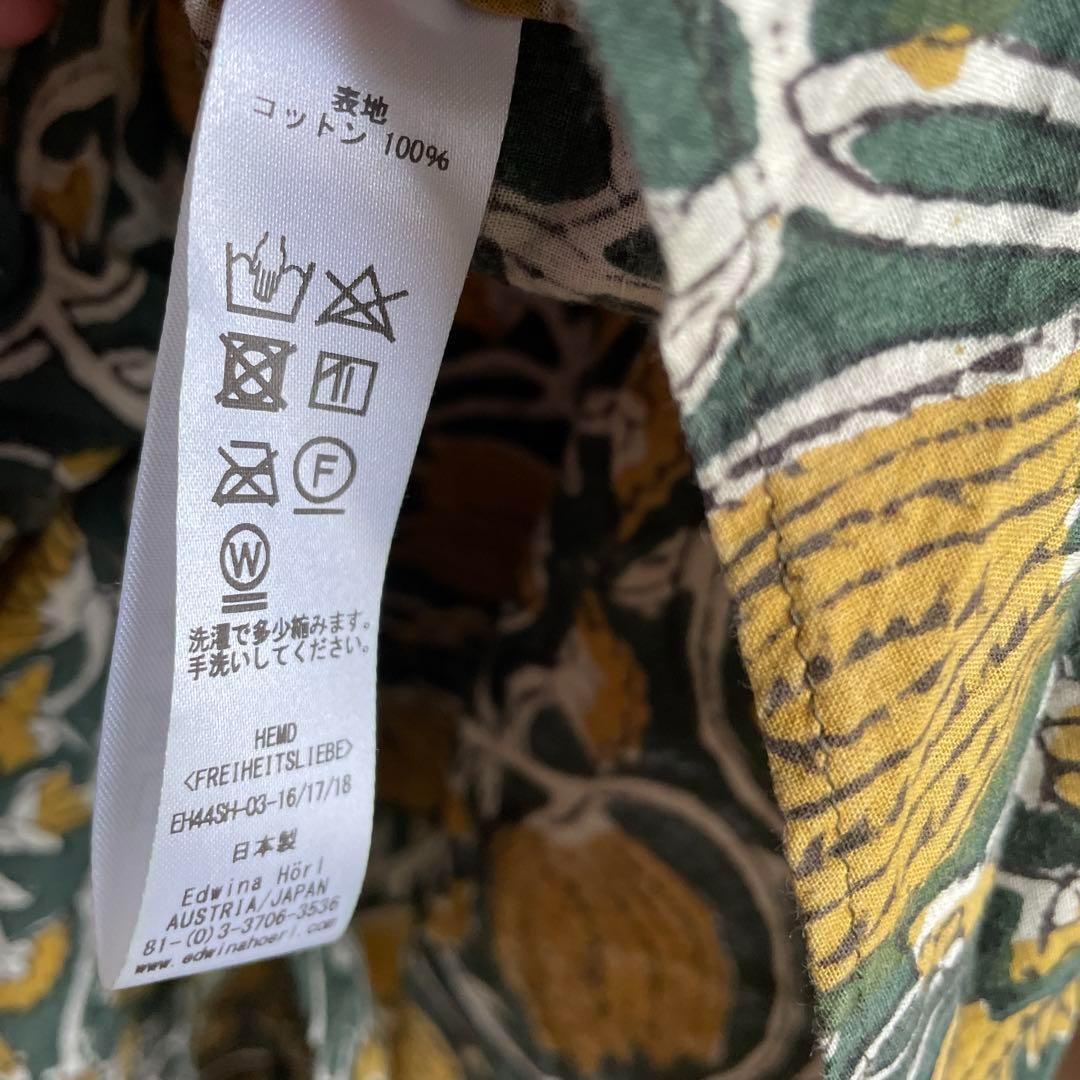 表地
コットン 100%
F
W
洗濯で多少縮みます。
手洗いしてください。
HEMD
<FREIHEITSLIEBE>
EH44SH-03-16/17/18
日本製
Edwina Hörl
AUSTRIA/JAPAN
81-(0)3-3706-3536
www.edwinahoerl.com